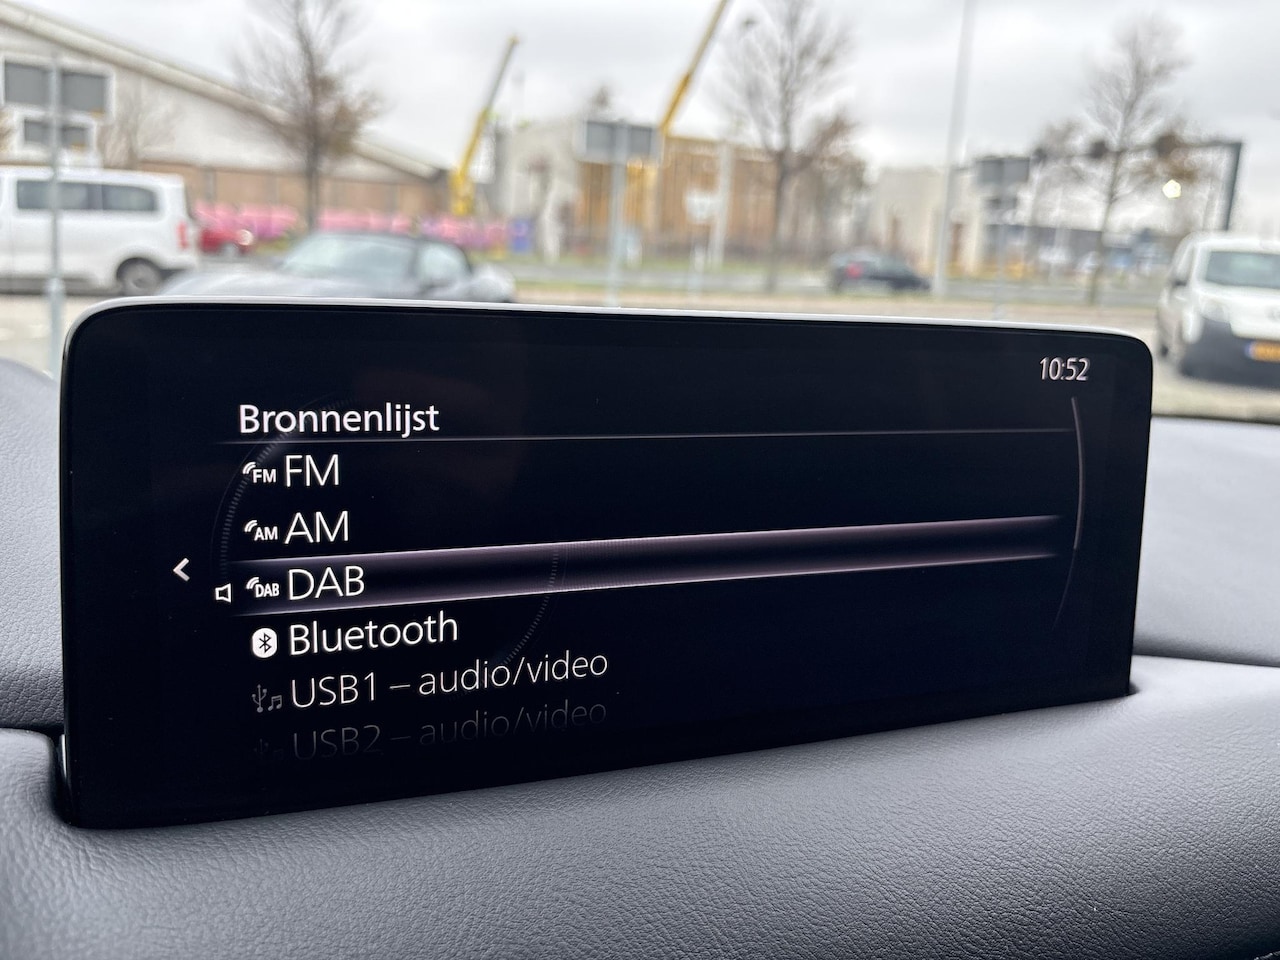 10:52
Bronnenlijst
FM FM
AM AM
DAB DAB
Bluetooth
USB1 – audio/video
USB2 – audio/video